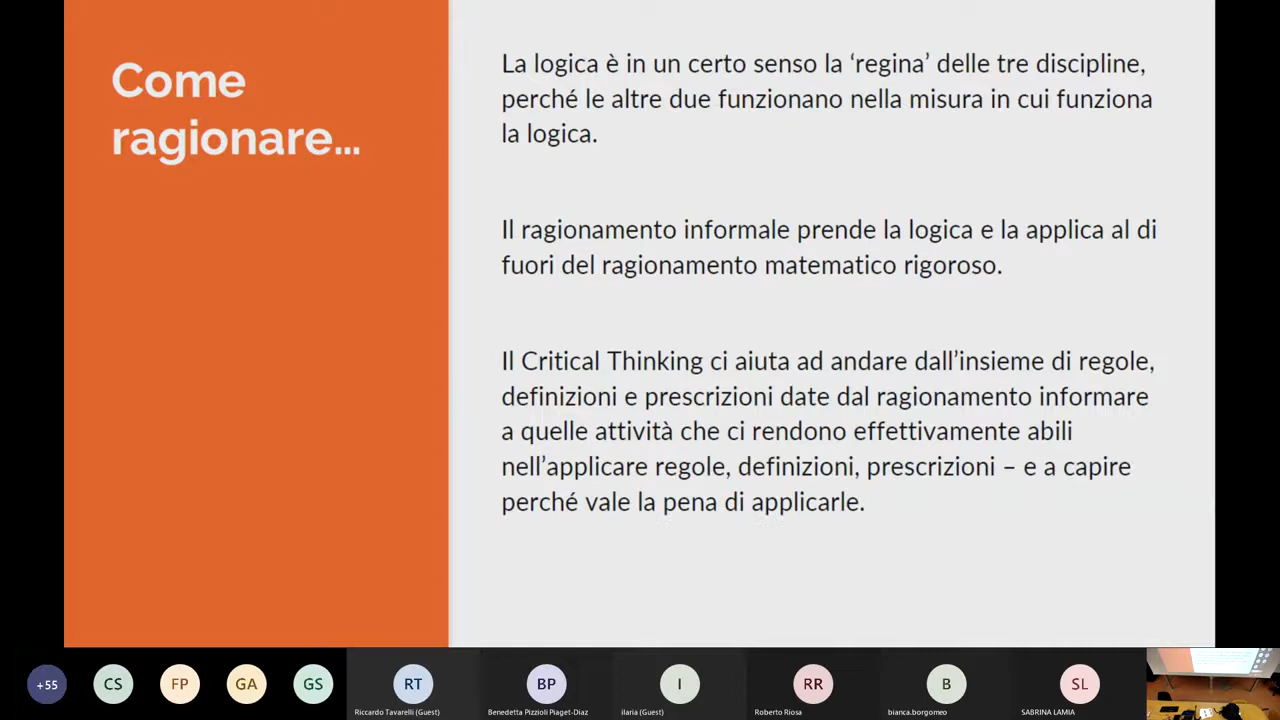 Come
ragionare…
La logica è in un certo senso la ‘regina’ delle tre discipline,
perché le altre due funzionano nella misura in cui funziona
la logica.
Il ragionamento informale prende la logica e la applica al di
fuori del ragionamento matematico rigoroso.
Il Critical Thinking ci aiuta ad andare dall’insieme di regole,
definizioni e prescrizioni date dal ragionamento informare
a quelle attività che ci rendono effettivamente abili
nell’applicare regole, definizioni, prescrizioni – e a capire
perché vale la pena di applicarle.
+55
CS
FP
GA
GS
RT
BP
I
RR
B
SL
Riccardo Tavarelli (Guest)
Benedetta Pizzioli Piaget-Diaz
ilaria (Guest)
Roberto Riosa
bianca.borgomeo
SABRINA LAMIA